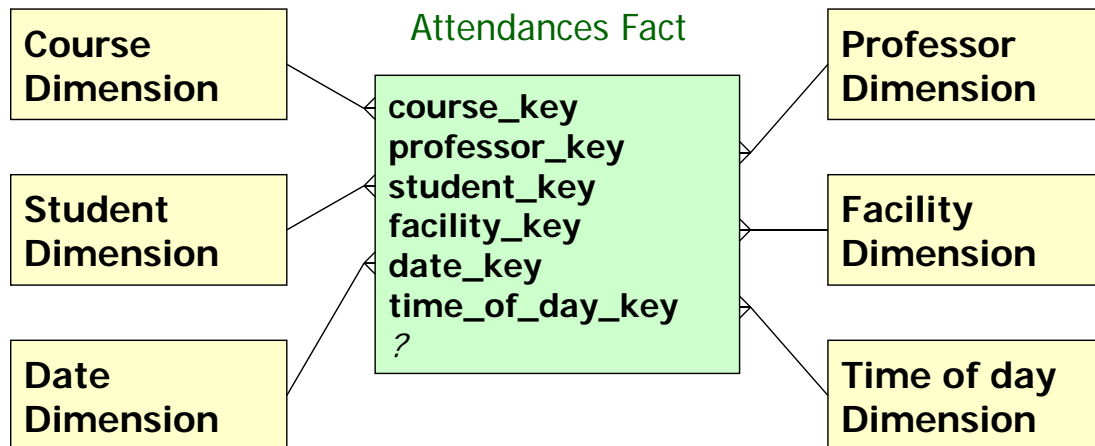 Attendances Fact
Course
Dimension
Student
Dimension
Date
Dimension
course_key
professor_key
student_key
facility_key
date_key
time_of_day_key
?
Professor
Dimension
Facility
Dimension
Time of day
Dimension